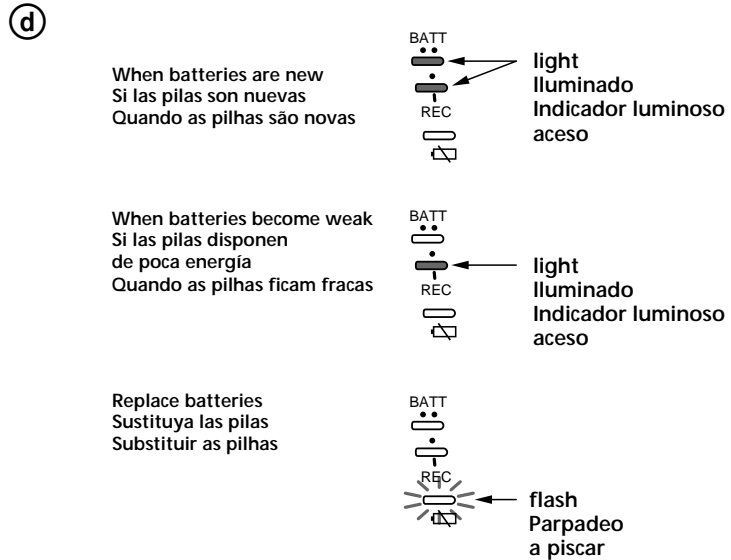 d
When batteries are new
Si las pilas son nuevas
Quando as pilhas são novas
BATT
REC
light
Iluminado
Indicador luminoso
aceso
When batteries become weak
Si las pilas disponen
de poca energía
Quando as pilhas ficam fracas
BATT
REC
light
Iluminado
Indicador luminoso
aceso
Replace batteries
Sustituya las pilas
Substituir as pilhas
BATT
REC
flash
Parpadeo
a piscar